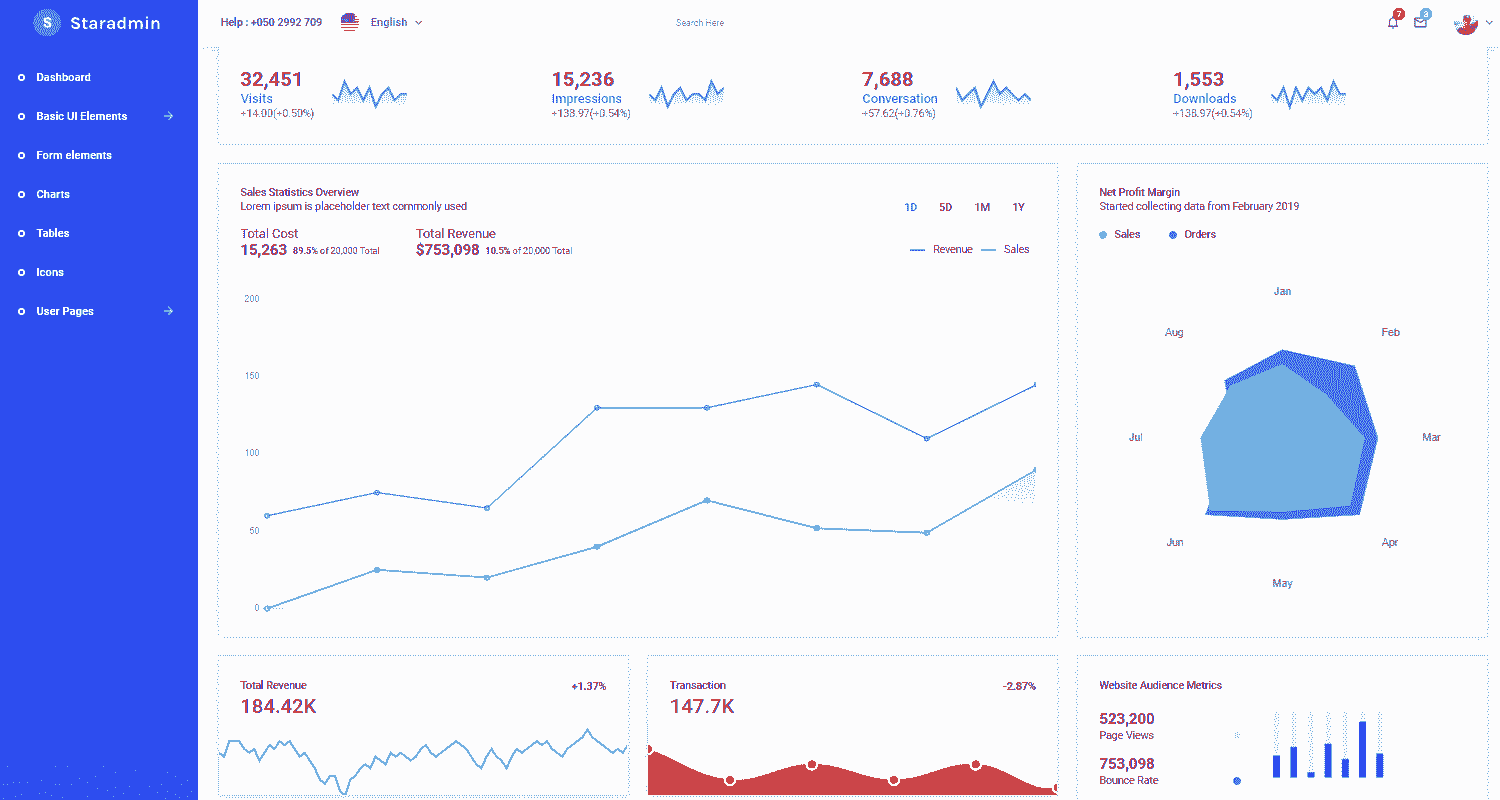 S Staradmin
Help : +050 2992 709 English Search Here 7 3
Dashboard
Basic UI Elements
Form elements
Charts
Tables
Icons
User Pages
32,451
Visits
+14.00(+0.50%)
15,236
Impressions
+138.97(+0.54%)
7,688
Conversation
+57.62(+0.76%)
1,553
Downloads
+138.97(+0.54%)
Sales Statistics Overview
Lorem ipsum is placeholder text commonly used
1D 5D 1M 1Y
Total Cost
15,263 89.5% of 20,000 Total
Total Revenue
$753,098 10.5% of 20,000 Total
Revenue Sales
200
150
100
50
0
Net Profit Margin
Started collecting data from February 2019
Sales Orders
Jan
Feb
Mar
Apr
May
Jun
Jul
Aug
Total Revenue +1.37%
184.42K
Transaction -2.87%
147.7K
Website Audience Metrics
523,200
Page Views
753,098
Bounce Rate